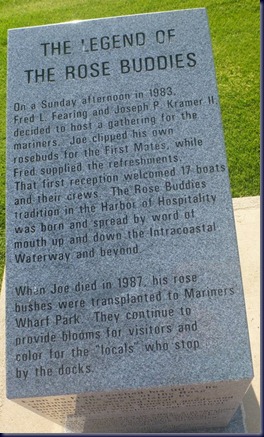 THE LEGEND OF
THE ROSE BUDDIES
On a Sunday afternoon in 1983,
Fred L. Fearing and Joseph P. Kramer II,
decided to host a gathering for the
mariners. Joe clipped his own
rosebuds for the First Mates, while
Fred supplied the refreshments.
That first reception welcomed 17 boats
and their crews. The Rose Buddies
tradition in the Harbor of Hospitality
was born and spread by word of
mouth up and down the Intracoastal
Waterway and beyond.
When Joe died in 1987, his rose
bushes were transplanted to Mariners'
Wharf Park. They continue to
provide blooms for visitors and
color for the "locals" who stop
by the docks.